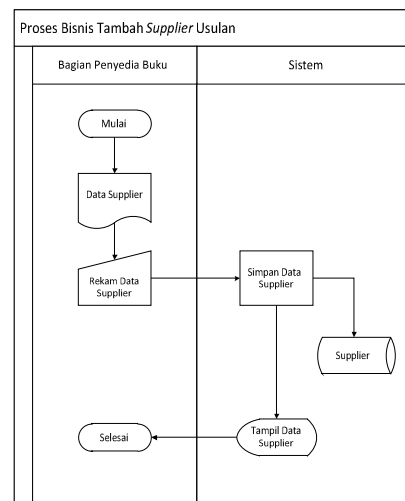 Proses Bisnis Tambah Supplier Usulan
Bagian Penyedia Buku
Sistem
Mulai
Data Supplier
Rekam Data
Supplier
Simpan Data
Supplier
Supplier
Tampil Data
Supplier
Selesai